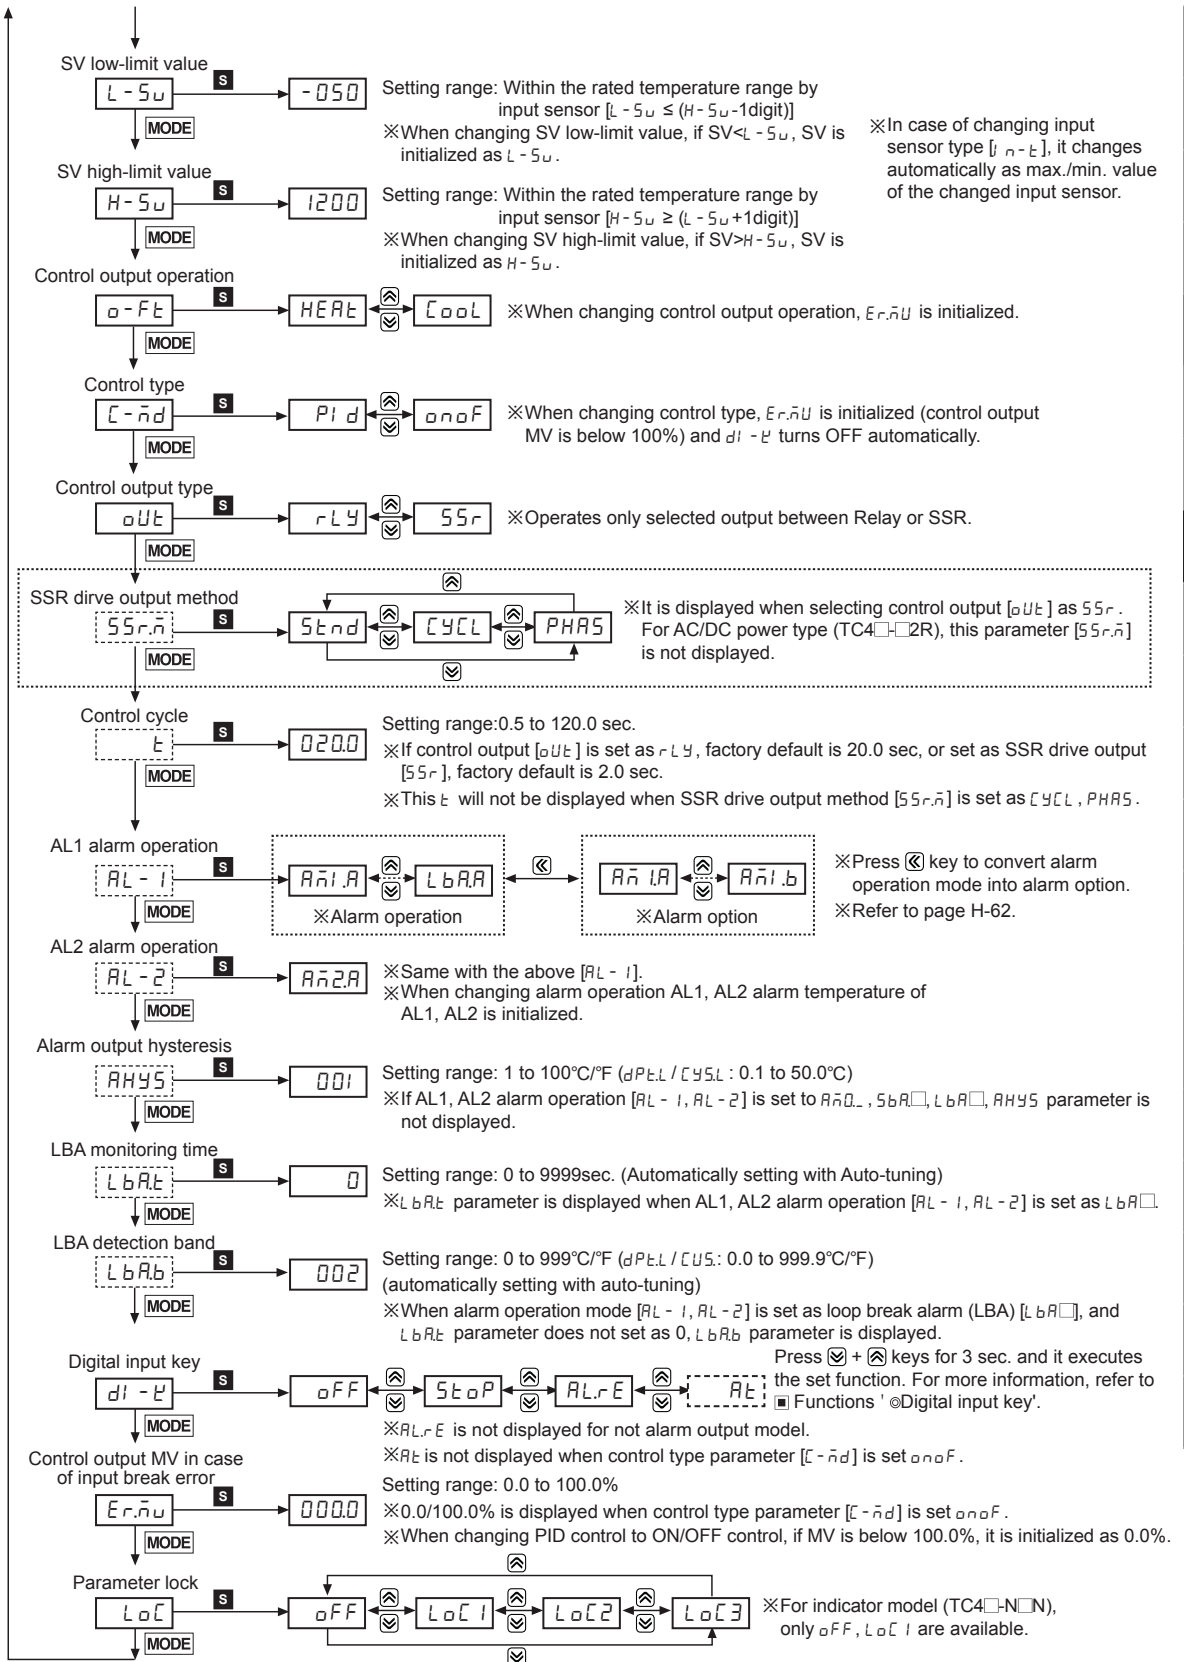 SV low-limit value
L-Sv S -050
MODE
Setting range: Within the rated temperature range by
input sensor [L-Sv ≤ (H-Sv-1digit)]
※When changing SV low-limit value, if SV<L-Sv, SV is
initialized as L-Sv.
※In case of changing input
sensor type [In-t], it changes
automatically as max./min. value
of the changed input sensor.
SV high-limit value
H-Sv S 1200
MODE
Setting range: Within the rated temperature range by
input sensor [H-Sv ≥ (L-Sv+1digit)]
※When changing SV high-limit value, if SV>H-Sv, SV is
initialized as H-Sv.
Control output operation
o-Ft S HEAt CooL
MODE
※When changing control output operation, Er.mU is initialized.
Control type
C-md S PId onoF
MODE
※When changing control type, Er.mU is initialized (control output
MV is below 100%) and dI-K turns OFF automatically.
Control output type
oUt S rLY SSr
MODE
※Operates only selected output between Relay or SSR.
SSR dirve output method
SSr.m S Stnd CYCL PHAS
MODE
※It is displayed when selecting control output [oUt] as SSr.
For AC/DC power type (TC4□-□2R), this parameter [SSr.m]
is not displayed.
Control cycle
t S 020.0
MODE
Setting range:0.5 to 120.0 sec.
※If control output [oUt] is set as rLY, factory default is 20.0 sec, or set as SSR drive output
[SSr], factory default is 2.0 sec.
※This t will not be displayed when SSR drive output method [SSr.m] is set as CYCL, PHAS.
AL1 alarm operation
AL-1 S Am1.A LbA.A Am1.A Am1.b
MODE
※Alarm operation
※Alarm option
※Press 《 key to convert alarm
operation mode into alarm option.
※Refer to page H-62.
AL2 alarm operation
AL-2 S Am2.A
MODE
※Same with the above [AL-1].
※When changing alarm operation AL1, AL2 alarm temperature of
AL1, AL2 is initialized.
Alarm output hysteresis
AHYS S 001
MODE
Setting range: 1 to 100°C/°F (dPt.L / CYS.L : 0.1 to 50.0°C)
※If AL1, AL2 alarm operation [AL-1, AL-2] is set to Am0._, SbA.□, LbA□, AHYS parameter is
not displayed.
LBA monitoring time
LbA.t S 0
MODE
Setting range: 0 to 9999sec. (Automatically setting with Auto-tuning)
※LbA.t parameter is displayed when AL1, AL2 alarm operation [AL-1, AL-2] is set as LbA□.
LBA detection band
LbA.b S 002
MODE
Setting range: 0 to 999°C/°F (dPt.L / CUS.: 0.0 to 999.9°C/°F)
(automatically setting with auto-tuning)
※When alarm operation mode [AL-1, AL-2] is set as loop break alarm (LBA) [LbA□], and
LbA.t parameter does not set as 0, LbA.b parameter is displayed.
Digital input key
dI-K S oFF StoP AL.rE At
MODE
Press + keys for 3 sec. and it executes
the set function. For more information, refer to
▣ Functions ' ◎Digital input key'.
※AL.rE is not displayed for not alarm output model.
※At is not displayed when control type parameter [C-md] is set onoF.
Control output MV in case
of input break error
Er.mv S 000.0
MODE
Setting range: 0.0 to 100.0%
※0.0/100.0% is displayed when control type parameter [C-md] is set onoF.
※When changing PID control to ON/OFF control, if MV is below 100.0%, it is initialized as 0.0%.
Parameter lock
LoC S oFF LoC1 LoC2 LoC3
MODE
※For indicator model (TC4□-N□N),
only oFF, LoC1 are available.